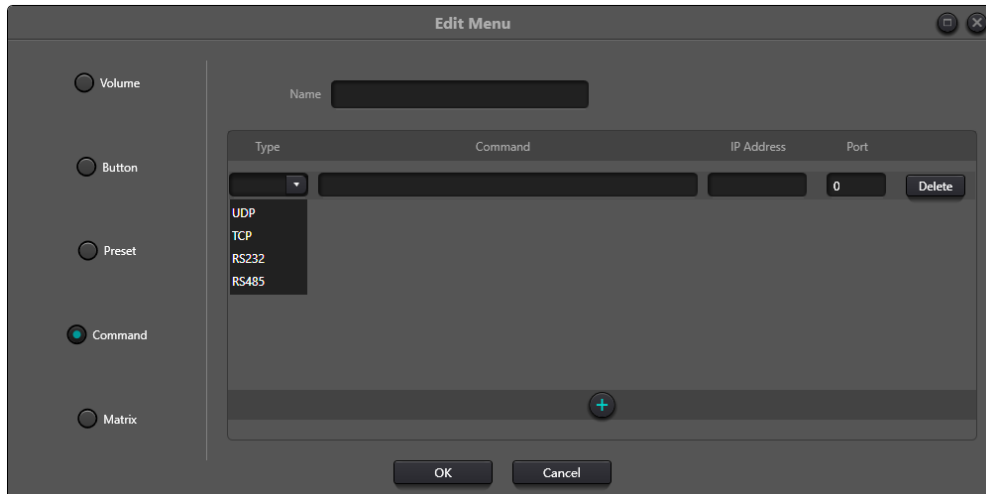 Edit Menu
Volume
Name
Type Command IP Address Port
Button
0 Delete
UDP
TCP
Preset
RS232
RS485
Command
Matrix
OK Cancel